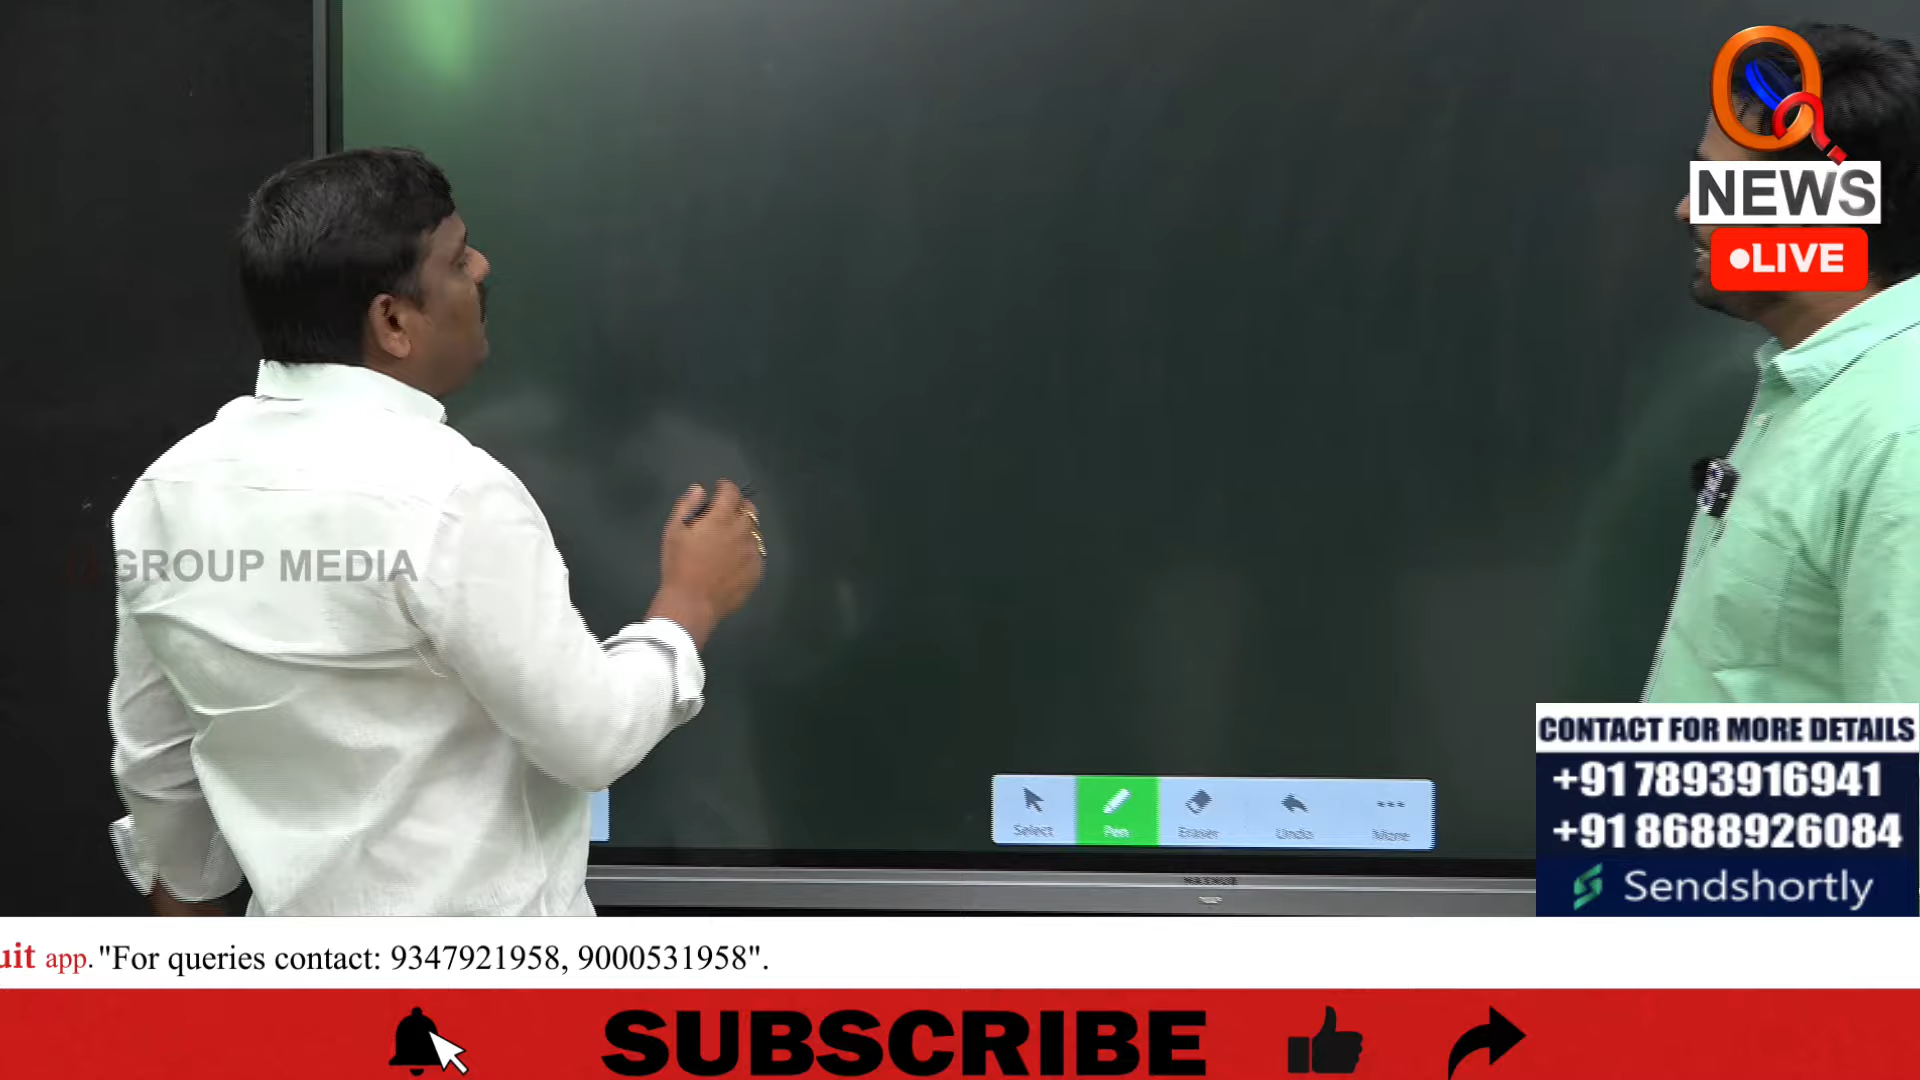 NEWS
LIVE
GROUP MEDIA
CONTACT FOR MORE DETAILS
+91 7893916941
+91 8688926084
Sendshortly
Select
Pen
Eraser
Undo
More
uit app. "For queries contact: 9347921958, 9000531958".
SUBSCRIBE